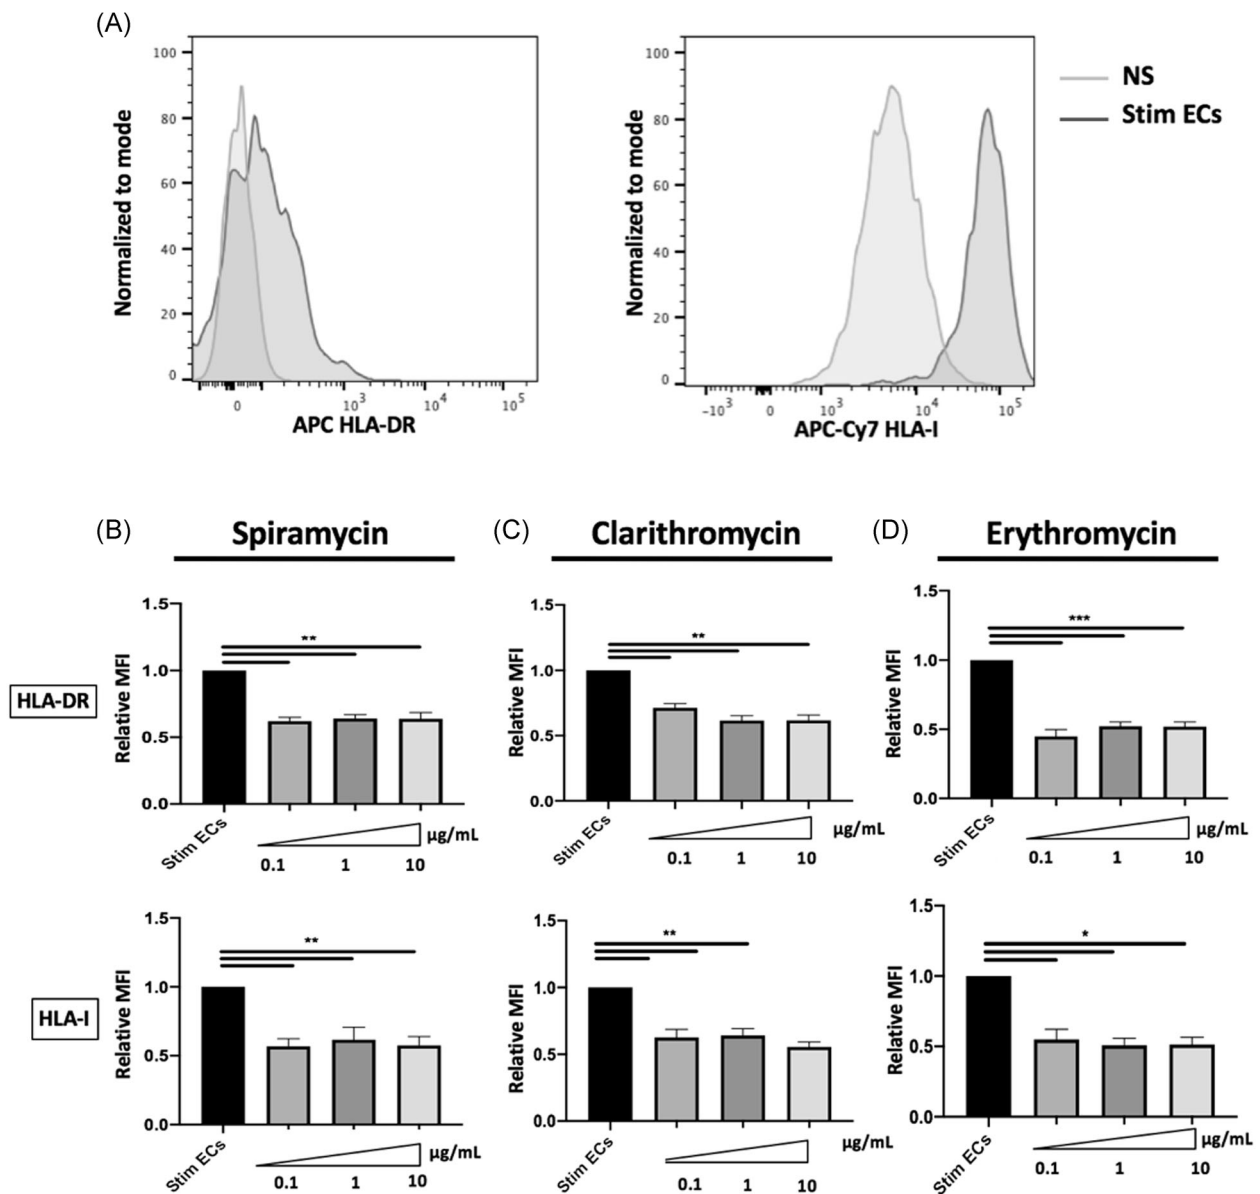 (A)
100
80
60
40
20
0
Normalized to mode
0 10³ 10⁴ 10⁵
APC HLA-DR
100
80
60
40
20
0
Normalized to mode
-10³ 0 10³ 10⁴ 10⁵
APC-Cy7 HLA-I
NS
Stim ECs
(B) Spiramycin
(C) Clarithromycin
(D) Erythromycin
HLA-DR
1.5
1.0
0.5
0.0
Relative MFI
**
Stim ECs
0.1 1 10
µg/mL
1.5
1.0
0.5
0.0
Relative MFI
**
Stim ECs
0.1 1 10
µg/mL
1.5
1.0
0.5
0.0
Relative MFI
***
Stim ECs
0.1 1 10
µg/mL
HLA-I
1.5
1.0
0.5
0.0
Relative MFI
**
Stim ECs
0.1 1 10
µg/mL
1.5
1.0
0.5
0.0
Relative MFI
**
Stim ECs
0.1 1 10
µg/mL
1.5
1.0
0.5
0.0
Relative MFI
*
Stim ECs
0.1 1 10
µg/mL